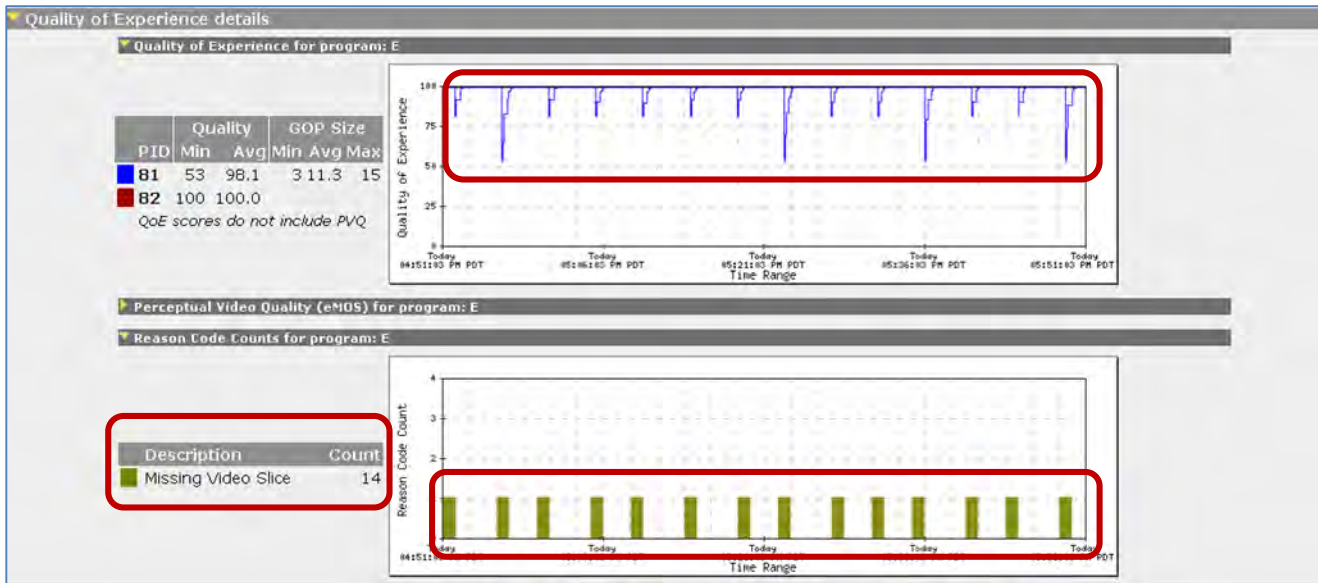 Quality of Experience details
Quality of Experience for program: E
Quality GOP Size
PID Min Avg Min Avg Max
81 53 98.1 3 11.3 15
82 100 100.0
QoE scores do not include PVQ
Quality of Experience
100
75
50
25
0
Today Today Today Today Today
04:51:03 PM PDT 05:06:03 PM PDT 05:21:03 PM PDT 05:36:03 PM PDT 05:51:03 PM PDT
Time Range
Perceptual Video Quality (eMOS) for program: E
Reason Code Counts for program: E
Description Count
Missing Video Slice 14
Reason Code Count
4
3
2
Today Today Today Today Today
PDT
Time Range